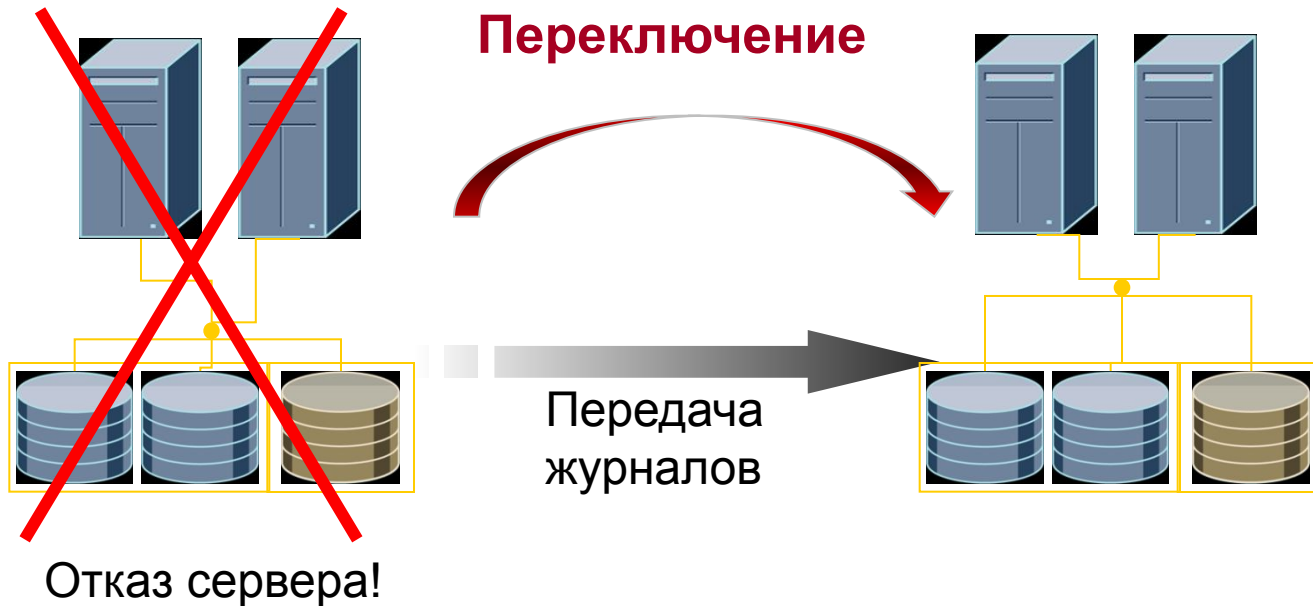 Переключение
Передача
журналов
Отказ сервера!